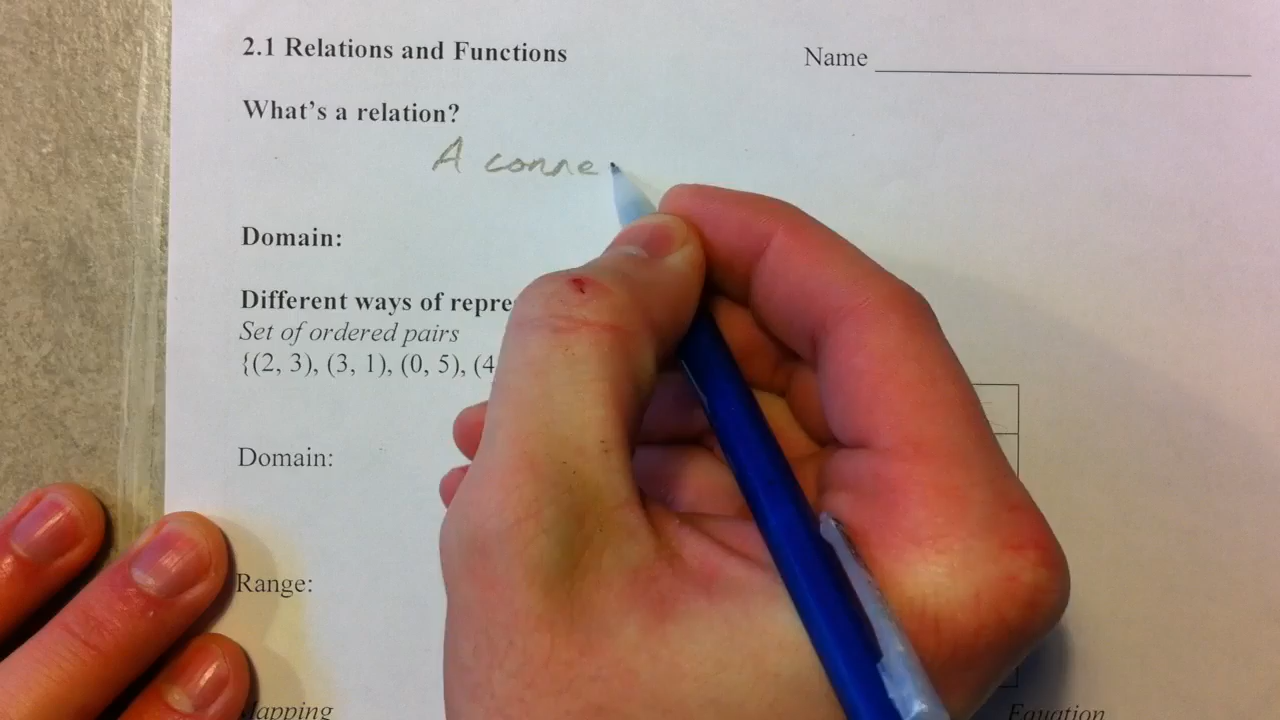 2.1 Relations and Functions
Name
What's a relation?
A conne
Domain:
Different ways of repre
Set of ordered pairs
{(2, 3), (3, 1), (0, 5), (4
Domain:
Range:
Mapping
Equation